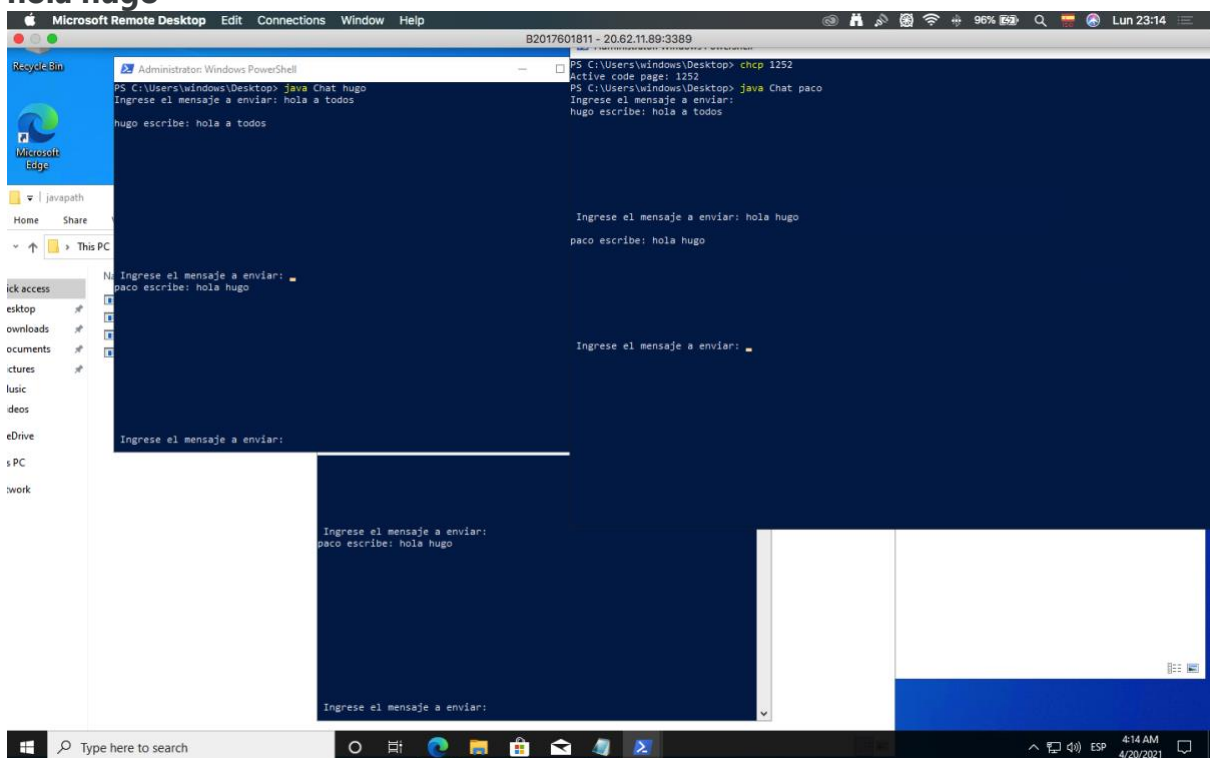 hola hugo
Microsoft Remote Desktop Edit Connections Window Help 96% Lun 23:14
B2017601811 - 20.62.11.89:3389
Recycle Bin
Microsoft Edge
Administrator: Windows PowerShell
PS C:\Users\windows\Desktop> java Chat hugo
Ingrese el mensaje a enviar: hola a todos
hugo escribe: hola a todos
Ingrese el mensaje a enviar:
paco escribe: hola hugo
Ingrese el mensaje a enviar:
Administrator: Windows PowerShell
PS C:\Users\windows\Desktop> chcp 1252
Active code page: 1252
PS C:\Users\windows\Desktop> java Chat paco
Ingrese el mensaje a enviar:
hugo escribe: hola a todos
Ingrese el mensaje a enviar: hola hugo
paco escribe: hola hugo
Ingrese el mensaje a enviar:
javapath
Home Share
This PC
Na
ick access
esktop
ownloads
ocuments
ictures
lusic
ideos
eDrive
s PC
twork
Ingrese el mensaje a enviar:
paco escribe: hola hugo
Ingrese el mensaje a enviar:
Type here to search
ESP
4:14 AM
4/20/2021